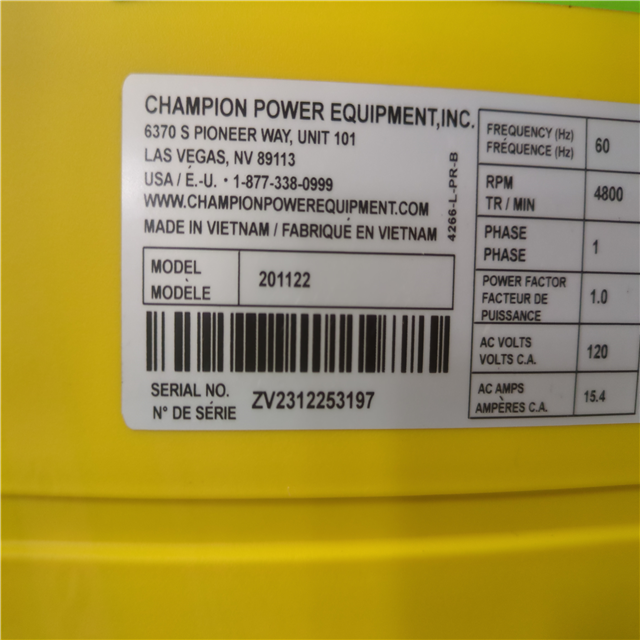 CHAMPION POWER EQUIPMENT,INC.
6370 S PIONEER WAY, UNIT 101
LAS VEGAS, NV 89113
USA / É.-U. • 1-877-338-0999
WWW.CHAMPIONPOWEREQUIPMENT.COM
MADE IN VIETNAM / FABRIQUÉ EN VIETNAM
4266-L-PR-B
MODEL
MODÈLE
201122
SERIAL NO.
N° DE SÉRIE
ZV2312253197
FREQUENCY (Hz)
FRÉQUENCE (Hz)
60
RPM
TR / MIN
4800
PHASE
PHASE
1
POWER FACTOR
FACTEUR DE
PUISSANCE
1.0
AC VOLTS
VOLTS C.A.
120
AC AMPS
AMPÈRES C.A.
15.4